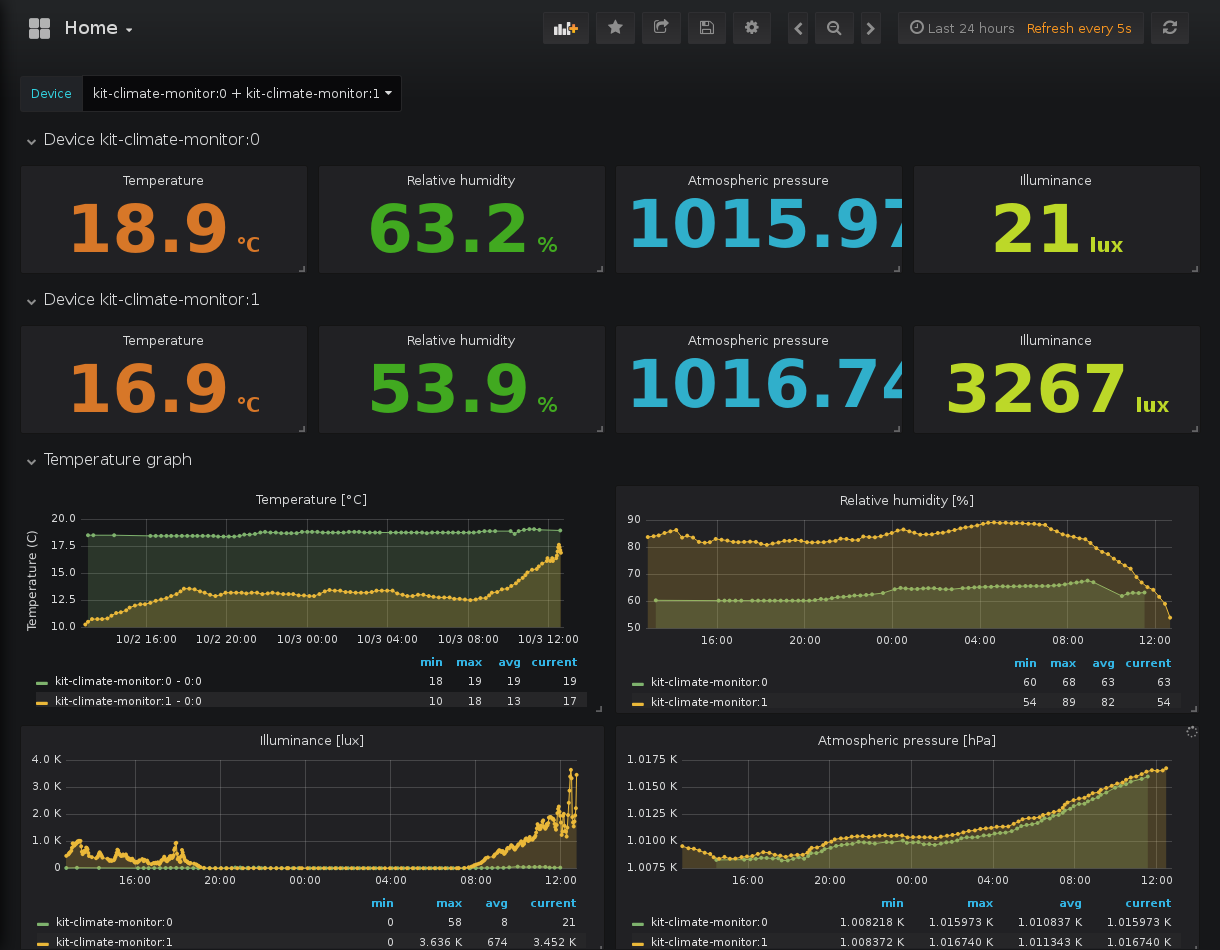 Home
Last 24 hours Refresh every 5s
Device kit-climate-monitor:0 + kit-climate-monitor:1
Device kit-climate-monitor:0
Temperature Relative humidity Atmospheric pressure Illuminance
18.9 °C 63.2 % 1015.97 21 lux
Device kit-climate-monitor:1
Temperature Relative humidity Atmospheric pressure Illuminance
16.9 °C 53.9 % 1016.74 3267 lux
Temperature graph
Temperature [°C]
Temperature (C)
20.0
17.5
15.0
12.5
10.0
10/2 16:00 10/2 20:00 10/3 00:00 10/3 04:00 10/3 08:00 10/3 12:00
min max avg current
kit-climate-monitor:0 - 0:0 18 19 19 19
kit-climate-monitor:1 - 0:0 10 18 13 17
Relative humidity [%]
90
80
70
60
50
16:00 20:00 00:00 04:00 08:00 12:00
min max avg current
kit-climate-monitor:0 60 68 63 63
kit-climate-monitor:1 54 89 82 54
Illuminance [lux]
4.0 K
3.0 K
2.0 K
1.0 K
0
16:00 20:00 00:00 04:00 08:00 12:00
min max avg current
kit-climate-monitor:0 0 58 8 21
kit-climate-monitor:1 0 3.636 K 674 3.452 K
Atmospheric pressure [hPa]
1.0175 K
1.0150 K
1.0125 K
1.0100 K
1.0075 K
16:00 20:00 00:00 04:00 08:00 12:00
min max avg current
kit-climate-monitor:0 1.008218 K 1.015973 K 1.010837 K 1.015973 K
kit-climate-monitor:1 1.008372 K 1.016740 K 1.011343 K 1.016740 K